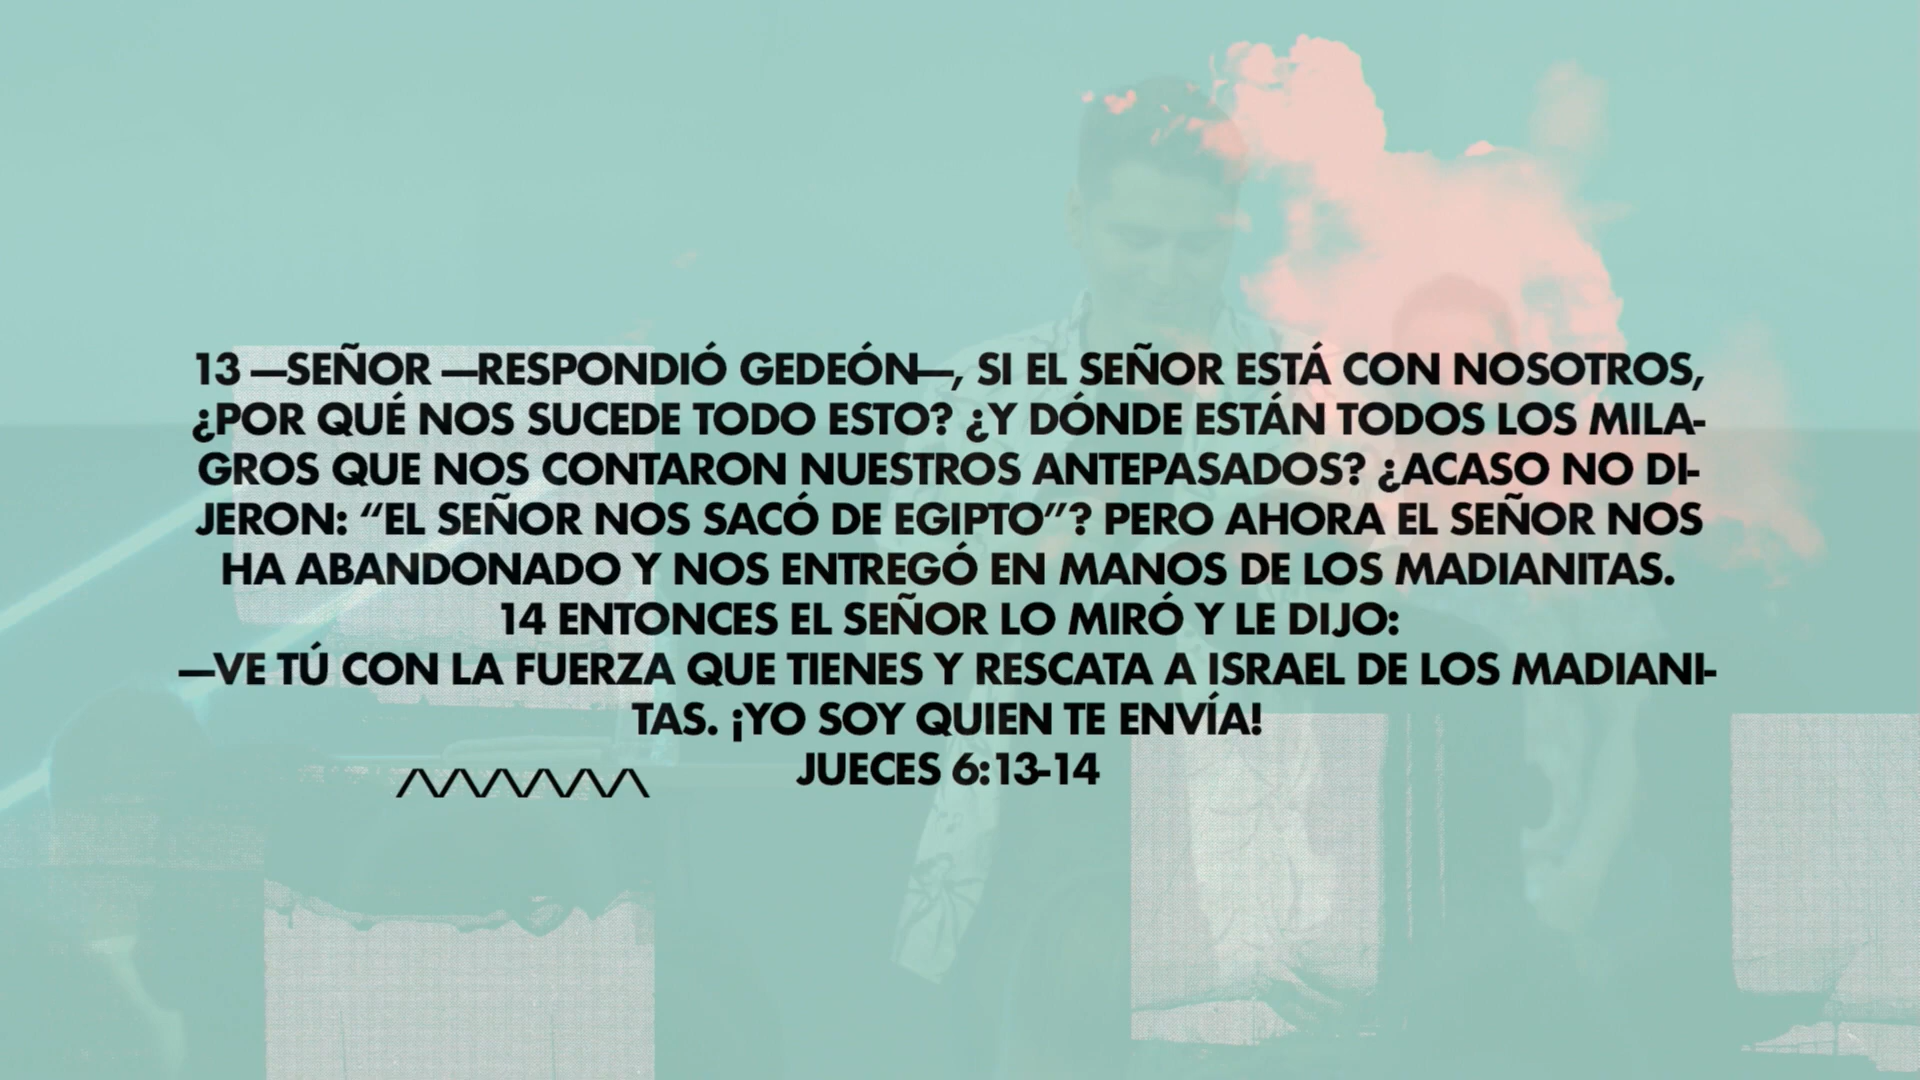 13 —SEÑOR —RESPONDIÓ GEDEÓN—, SI EL SEÑOR ESTÁ CON NOSOTROS,
¿POR QUÉ NOS SUCEDE TODO ESTO? ¿Y DÓNDE ESTÁN TODOS LOS MILA-
GROS QUE NOS CONTARON NUESTROS ANTEPASADOS? ¿ACASO NO DI-
JERON: “EL SEÑOR NOS SACÓ DE EGIPTO”? PERO AHORA EL SEÑOR NOS
HA ABANDONADO Y NOS ENTREGÓ EN MANOS DE LOS MADIANITAS.
14 ENTONCES EL SEÑOR LO MIRÓ Y LE DIJO:
—VE TÚ CON LA FUERZA QUE TIENES Y RESCATA A ISRAEL DE LOS MADIANI-
TAS. ¡YO SOY QUIEN TE ENVÍA!
JUECES 6:13-14